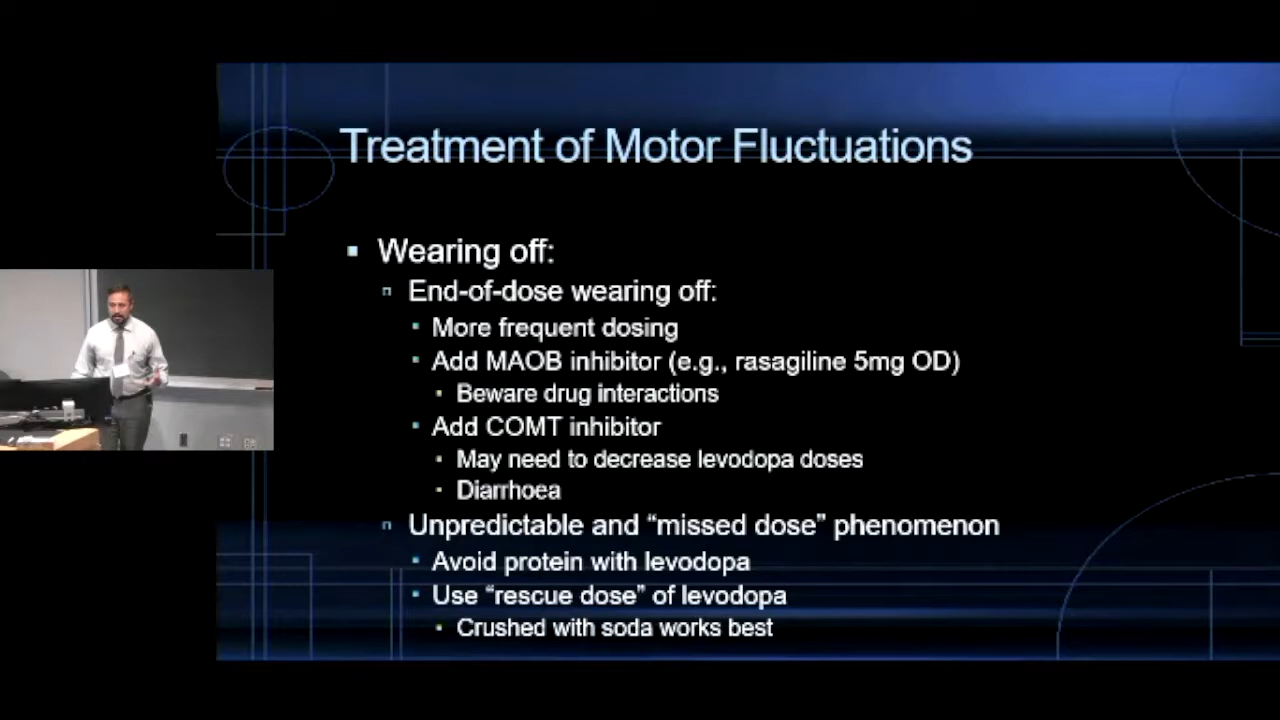 Treatment of Motor Fluctuations
Wearing off:
End-of-dose wearing off:
More frequent dosing
Add MAOB inhibitor (e.g., rasagiline 5mg OD)
Beware drug interactions
Add COMT inhibitor
May need to decrease levodopa doses
Diarrhoea
Unpredictable and “missed dose” phenomenon
Avoid protein with levodopa
Use “rescue dose” of levodopa
Crushed with soda works best